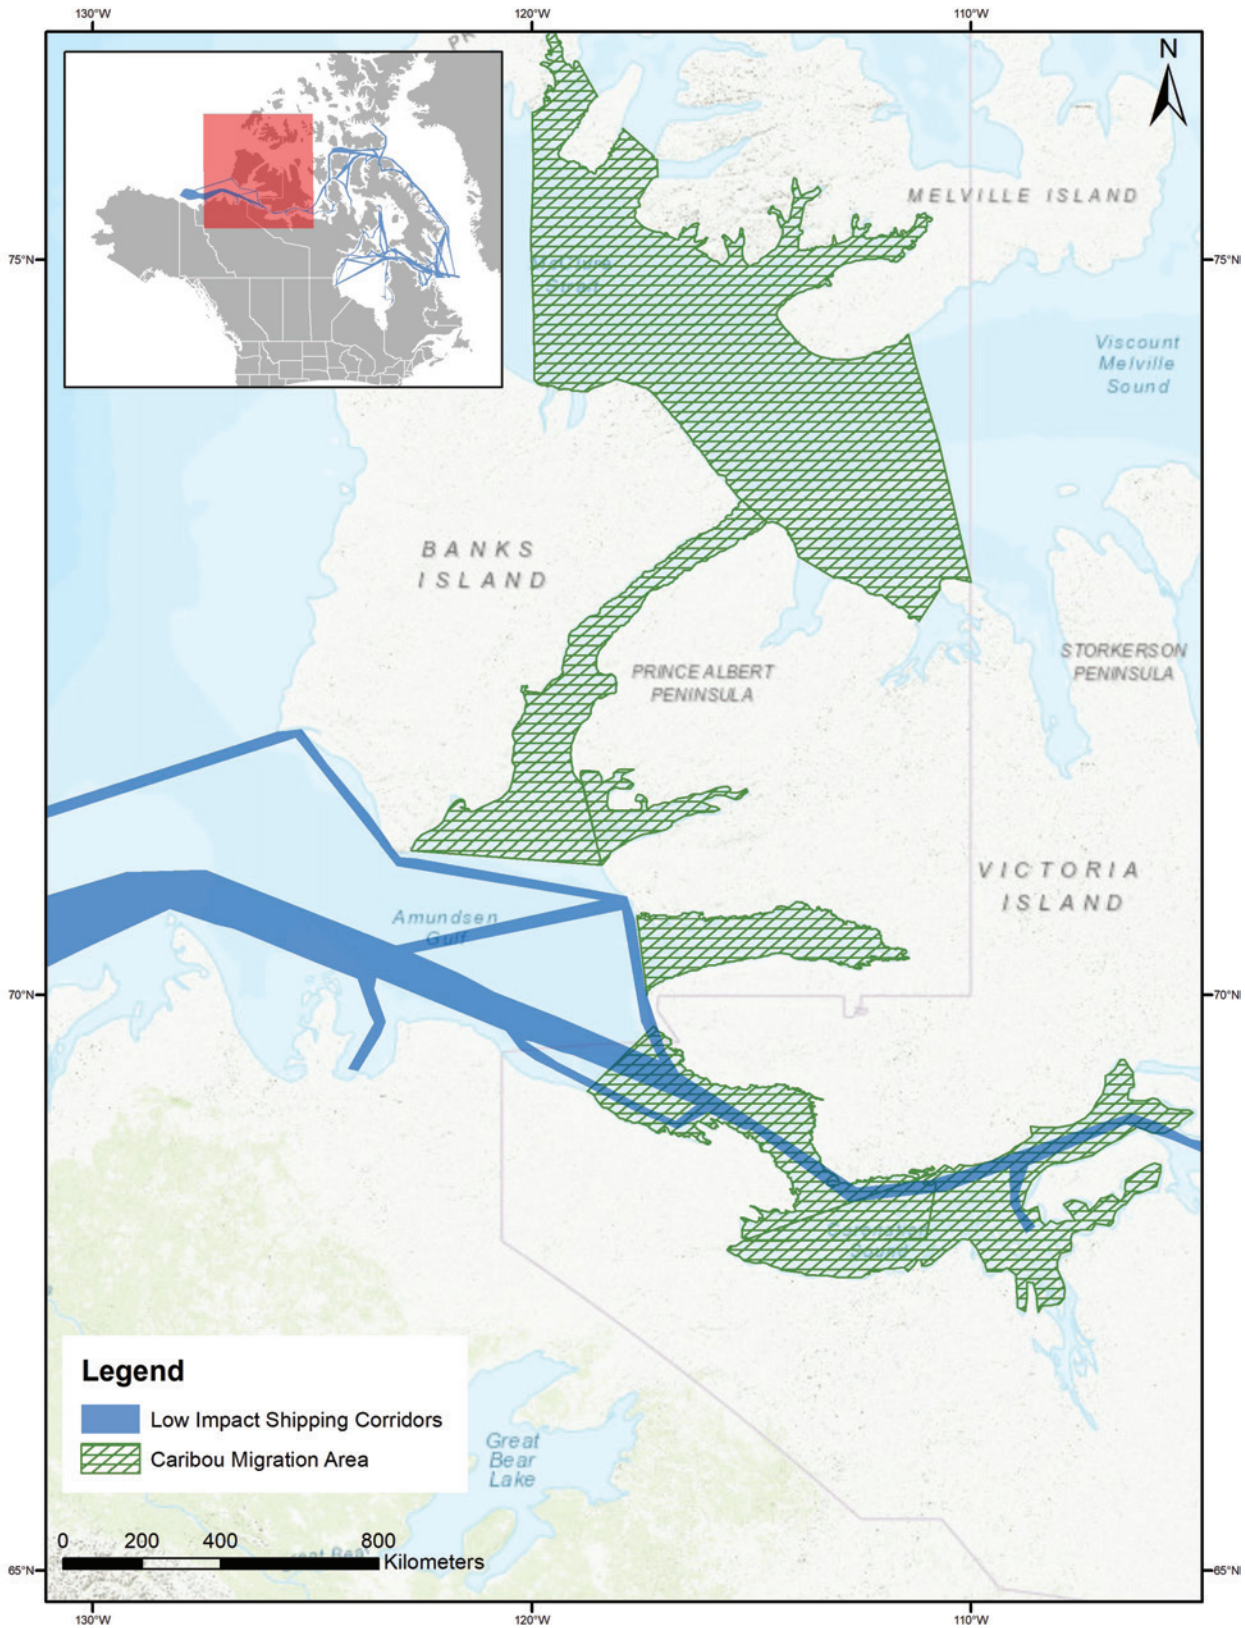 130°W 120°W 110°W
PR
N
MELVILLE ISLAND
75°N 75°N
Viscount
Melville
Sound
BANKS
ISLAND
STORKERSON
PENINSULA
PRINCE ALBERT
PENINSULA
VICTORIA
ISLAND
Amundsen
Gulf
70°N 70°N
Legend
Low Impact Shipping Corridors
Caribou Migration Area
Great
Bear
Lake
0 200 400 800
Kilometers
65°N 65°N
130°W 120°W 110°W